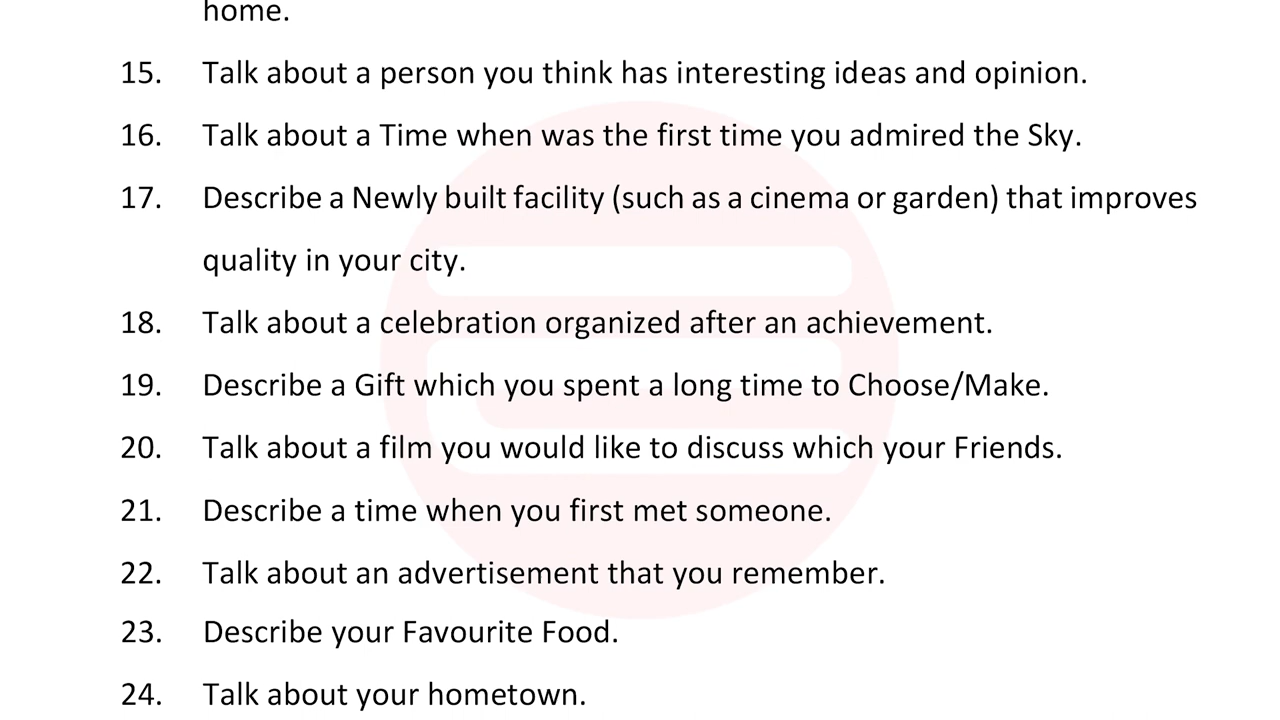 home.
15. Talk about a person you think has interesting ideas and opinion.
16. Talk about a Time when was the first time you admired the Sky.
17. Describe a Newly built facility (such as a cinema or garden) that improves
quality in your city.
18. Talk about a celebration organized after an achievement.
19. Describe a Gift which you spent a long time to Choose/Make.
20. Talk about a film you would like to discuss which your Friends.
21. Describe a time when you first met someone.
22. Talk about an advertisement that you remember.
23. Describe your Favourite Food.
24. Talk about your hometown.